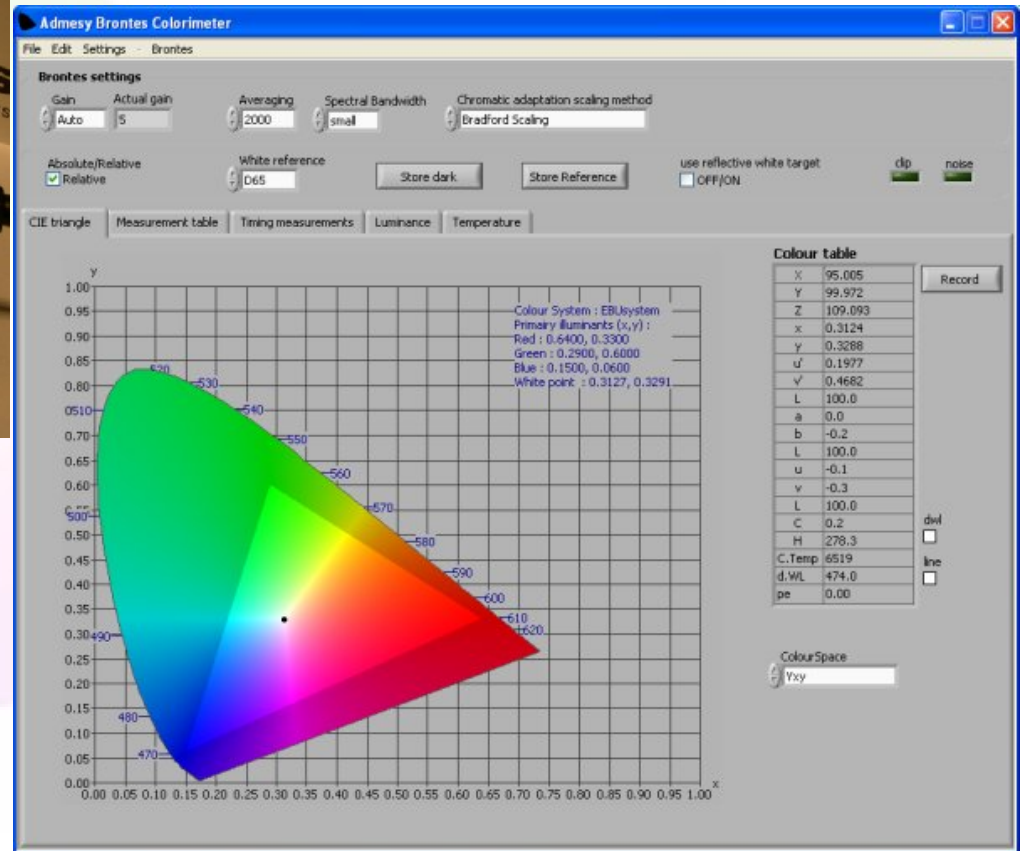 Admesy Brontes Colorimeter
File Edit Settings - Brontes
Brontes settings
Gain Actual gain Averaging Spectral Bandwidth Chromatic adaptation scaling method
Auto 5 2000 small Bradford Scaling
Absolute/Relative White reference use reflective white target clip noise
Relative D65 Store dark Store Reference OFF/ON
CIE triangle Measurement table Timing measurements Luminance Temperature
Colour table
X 95.005 Record
Y 99.972
Z 109.093
x 0.3124
y 0.3288
u' 0.1977
v' 0.4682
L 100.0
a 0.0
b -0.2
L 100.0
u -0.1
v -0.3
L 100.0
C 0.2
H 278.3
C.Temp 6519
d.WL 474.0
pe 0.00
dwl
line
ColourSpace
Yxy
y
Colour System : EBUsystem
Primairy illuminants (x,y) :
Red : 0.6400, 0.3300
Green : 0.2900, 0.6000
Blue : 0.1500, 0.0600
White point : 0.3127, 0.3291
1.00
0.95
0.90
0.85
0.80
0.70
0.65
0.60
0.50
0.45
0.40
0.35
0.30
0.25
0.20
0.15
0.10
0.05
0.00
520
530
510
540
550
560
570
500
580
590
600
610
620
490
480
470
0.00 0.05 0.10 0.15 0.20 0.25 0.30 0.35 0.40 0.45 0.50 0.55 0.60 0.65 0.70 0.75 0.80 0.85 0.90 0.95 1.00
x